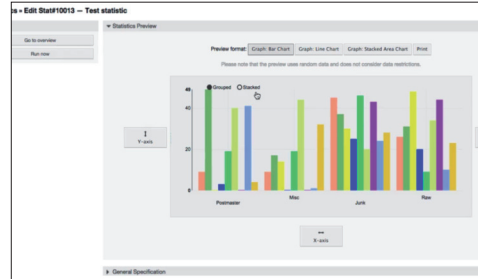 cs » Edit Stat#10013 — Test statistic
Go to overview
Run now
▼ Statistics Preview
Preview format: Graph: Bar Chart Graph: Line Chart Graph: Stacked Area Chart Print
Please note that the preview uses random data and does not consider data restrictions.
Grouped Stacked
49
40
20
0
Postmaster Misc Junk Raw
Y-axis
X-axis
▶ General Specification